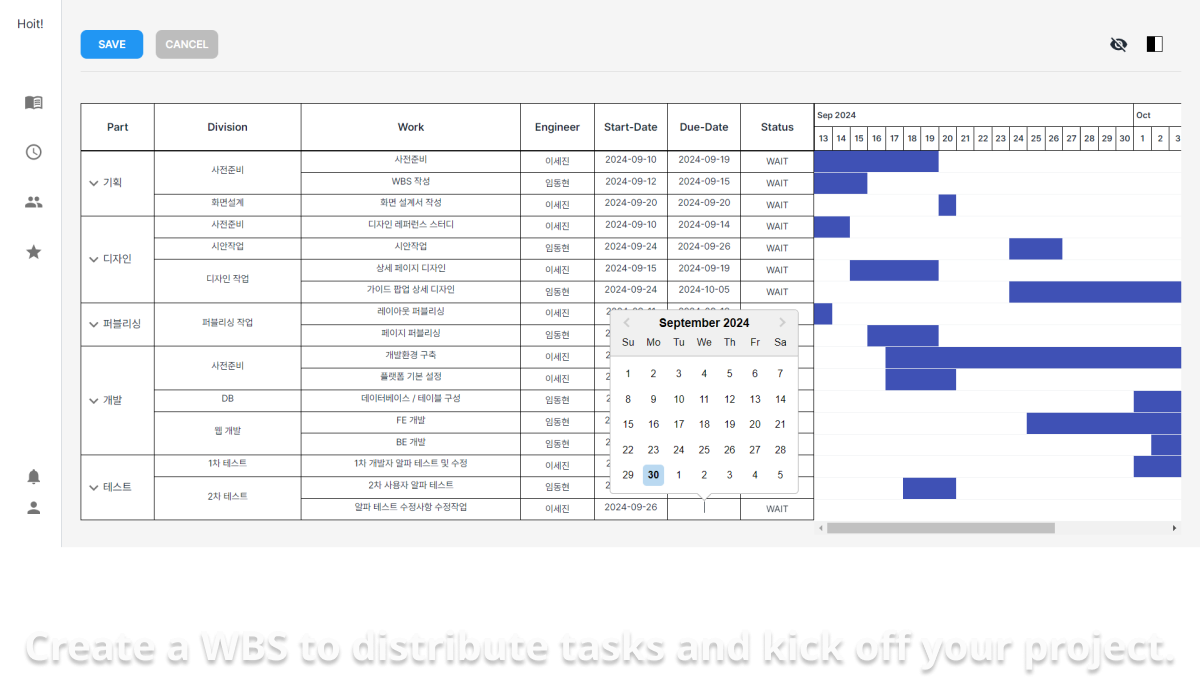 Hoit!
SAVE CANCEL
Part Division Work Engineer Start-Date Due-Date Status
Sep 2024 Oct
13 14 15 16 17 18 19 20 21 22 23 24 25 26 27 28 29 30 1 2 3
기획 사전준비 사전준비 이세진 2024-09-10 2024-09-19 WAIT
WBS 작성 임동현 2024-09-12 2024-09-15 WAIT
화면설계 화면 설계서 작성 이세진 2024-09-20 2024-09-20 WAIT
디자인 사전준비 디자인 레퍼런스 스터디 이세진 2024-09-10 2024-09-14 WAIT
시안작업 시안작업 임동현 2024-09-24 2024-09-26 WAIT
디자인 작업 상세 페이지 디자인 이세진 2024-09-15 2024-09-19 WAIT
가이드 팝업 상세 디자인 임동현 2024-09-24 2024-10-05 WAIT
퍼블리싱 퍼블리싱 작업 레이아웃 퍼블리싱 이세진
페이지 퍼블리싱 임동현
개발 사전준비 개발환경 구축 이세진
플랫폼 기본 설정 이세진
DB 데이터베이스 / 테이블 구성 임동현
웹 개발 FE 개발 임동현
BE 개발 임동현
테스트 1차 테스트 1차 개발자 알파 테스트 및 수정 이세진
2차 테스트 2차 사용자 알파 테스트 임동현
알파 테스트 수정사항 수정작업 이세진 2024-09-26 WAIT
September 2024
Su Mo Tu We Th Fr Sa
1 2 3 4 5 6 7
8 9 10 11 12 13 14
15 16 17 18 19 20 21
22 23 24 25 26 27 28
29 30 1 2 3 4 5
Create a WBS to distribute tasks and kick off your project.